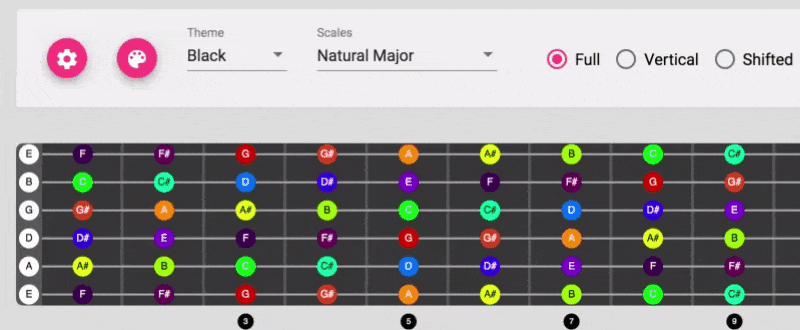 Theme Scales
Black Natural Major Full Vertical Shifted
E F F# G G# A A# B C C#
B C C# D D# E F F# G G#
G G# A A# B C C# D D# E
D D# E F F# G G# A A# B
A A# B C C# D D# E F F#
E F F# G G# A A# B C C#
3 5 7 9